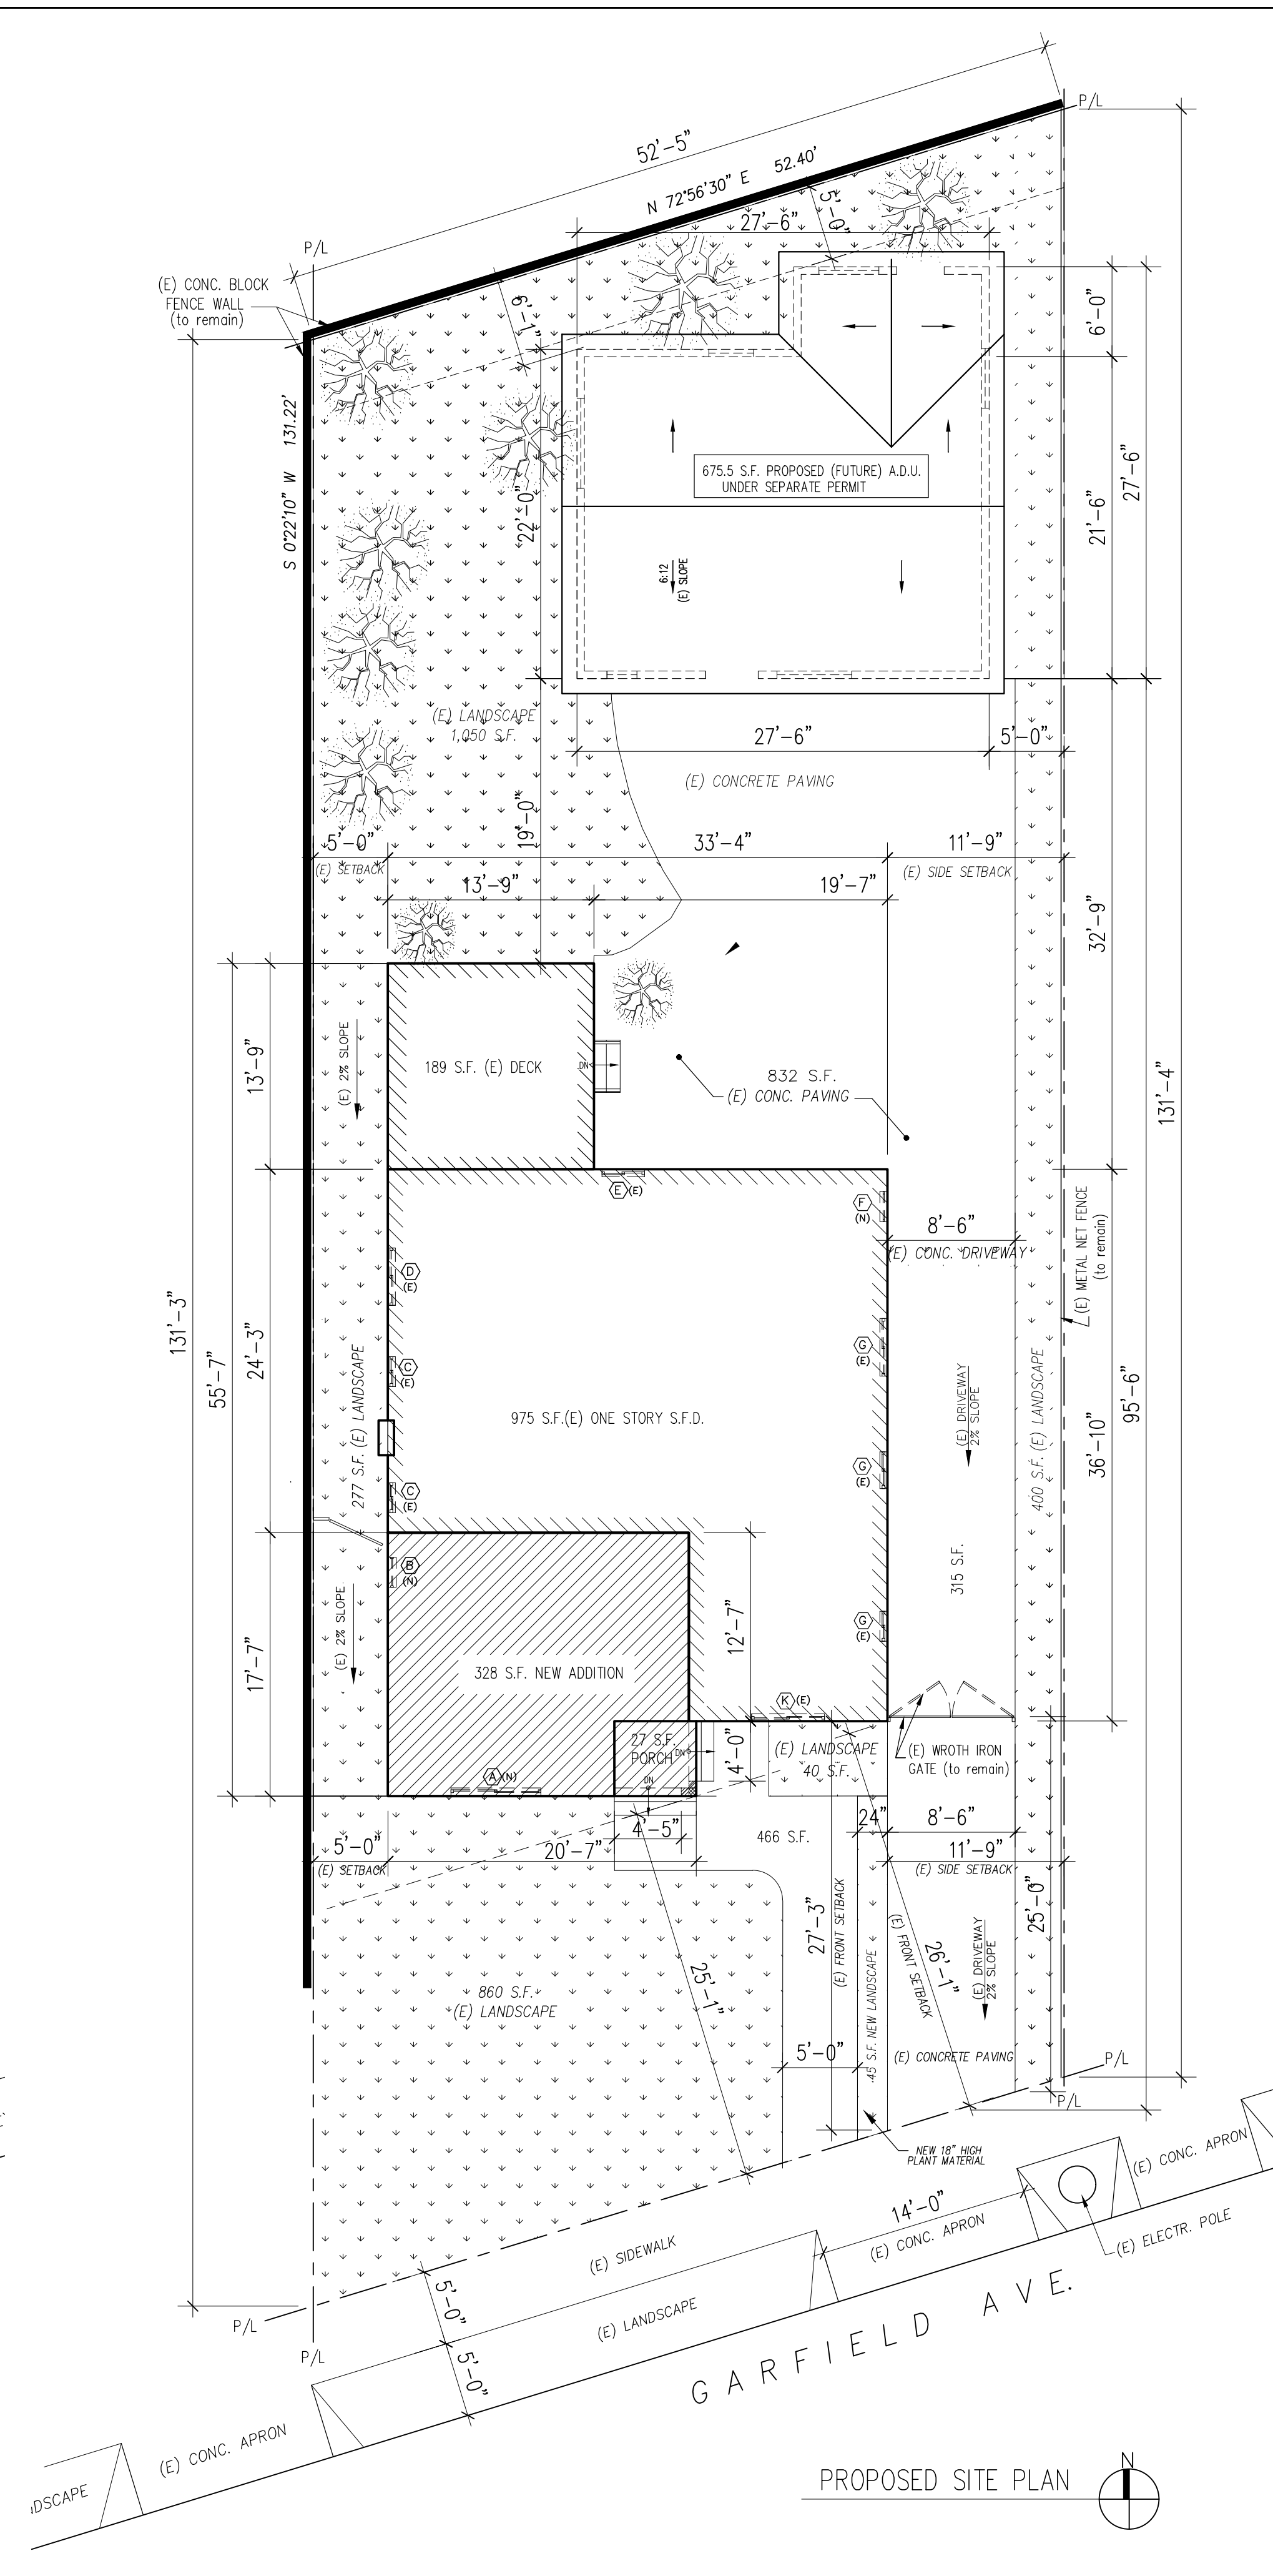 52'-5"
N 72°56'30" E 52.40'
P/L
P/L
(E) CONC. BLOCK
FENCE WALL
(to remain)
27'-6"
5'-0"
6'-1"
6'-0"
S 0°22'10" W 131.22'
675.5 S.F. PROPOSED (FUTURE) A.D.U.
UNDER SEPARATE PERMIT
22'-0"
21'-6"
27'-6"
6:12
(E) SLOPE
(E) LANDSCAPE
1,050 S.F.
27'-6"
5'-0"
(E) CONCRETE PAVING
19'-0"
5'-0"
(E) SETBACK
33'-4"
11'-9"
(E) SIDE SETBACK
13'-9"
19'-7"
32'-9"
(E) 2% SLOPE
13'-9"
189 S.F. (E) DECK
DN
832 S.F.
(E) CONC. PAVING
131'-4"
E (E)
F
(N)
8'-6"
(E) CONC. DRIVEWAY
(E) METAL NET FENCE
(to remain)
D
(E)
131'-3"
55'-7"
24'-3"
G
(E)
C
(E)
277 S.F. (E) LANDSCAPE
975 S.F.(E) ONE STORY S.F.D.
(E) DRIVEWAY
2% SLOPE
400 S.F. (E) LANDSCAPE
36'-10"
95'-6"
G
(E)
C
(E)
B
(N)
315 S.F.
(E) 2% SLOPE
17'-7"
12'-7"
G
(E)
328 S.F. NEW ADDITION
K (E)
27 S.F.
PORCH
DN
DN
4'-0"
(E) LANDSCAPE
40 S.F.
(E) WROTH IRON
GATE (to remain)
A (N)
4'-5"
466 S.F.
24"
8'-6"
5'-0"
(E) SETBACK
20'-7"
11'-9"
(E) SIDE SETBACK
25'-0"
27'-3"
(E) FRONT SETBACK
(E) FRONT SETBACK
26'-1"
(E) DRIVEWAY
2% SLOPE
25'-1"
860 S.F.
(E) LANDSCAPE
45 S.F. NEW LANDSCAPE
5'-0"
(E) CONCRETE PAVING
P/L
P/L
NEW 18" HIGH
PLANT MATERIAL
(E) CONC. APRON
14'-0"
(E) CONC. APRON
(E) ELECTR. POLE
(E) SIDEWALK
5'-0"
(E) LANDSCAPE
GARFIELD AVE.
P/L
P/L
5'-0"
(E) CONC. APRON
PROPOSED SITE PLAN
N